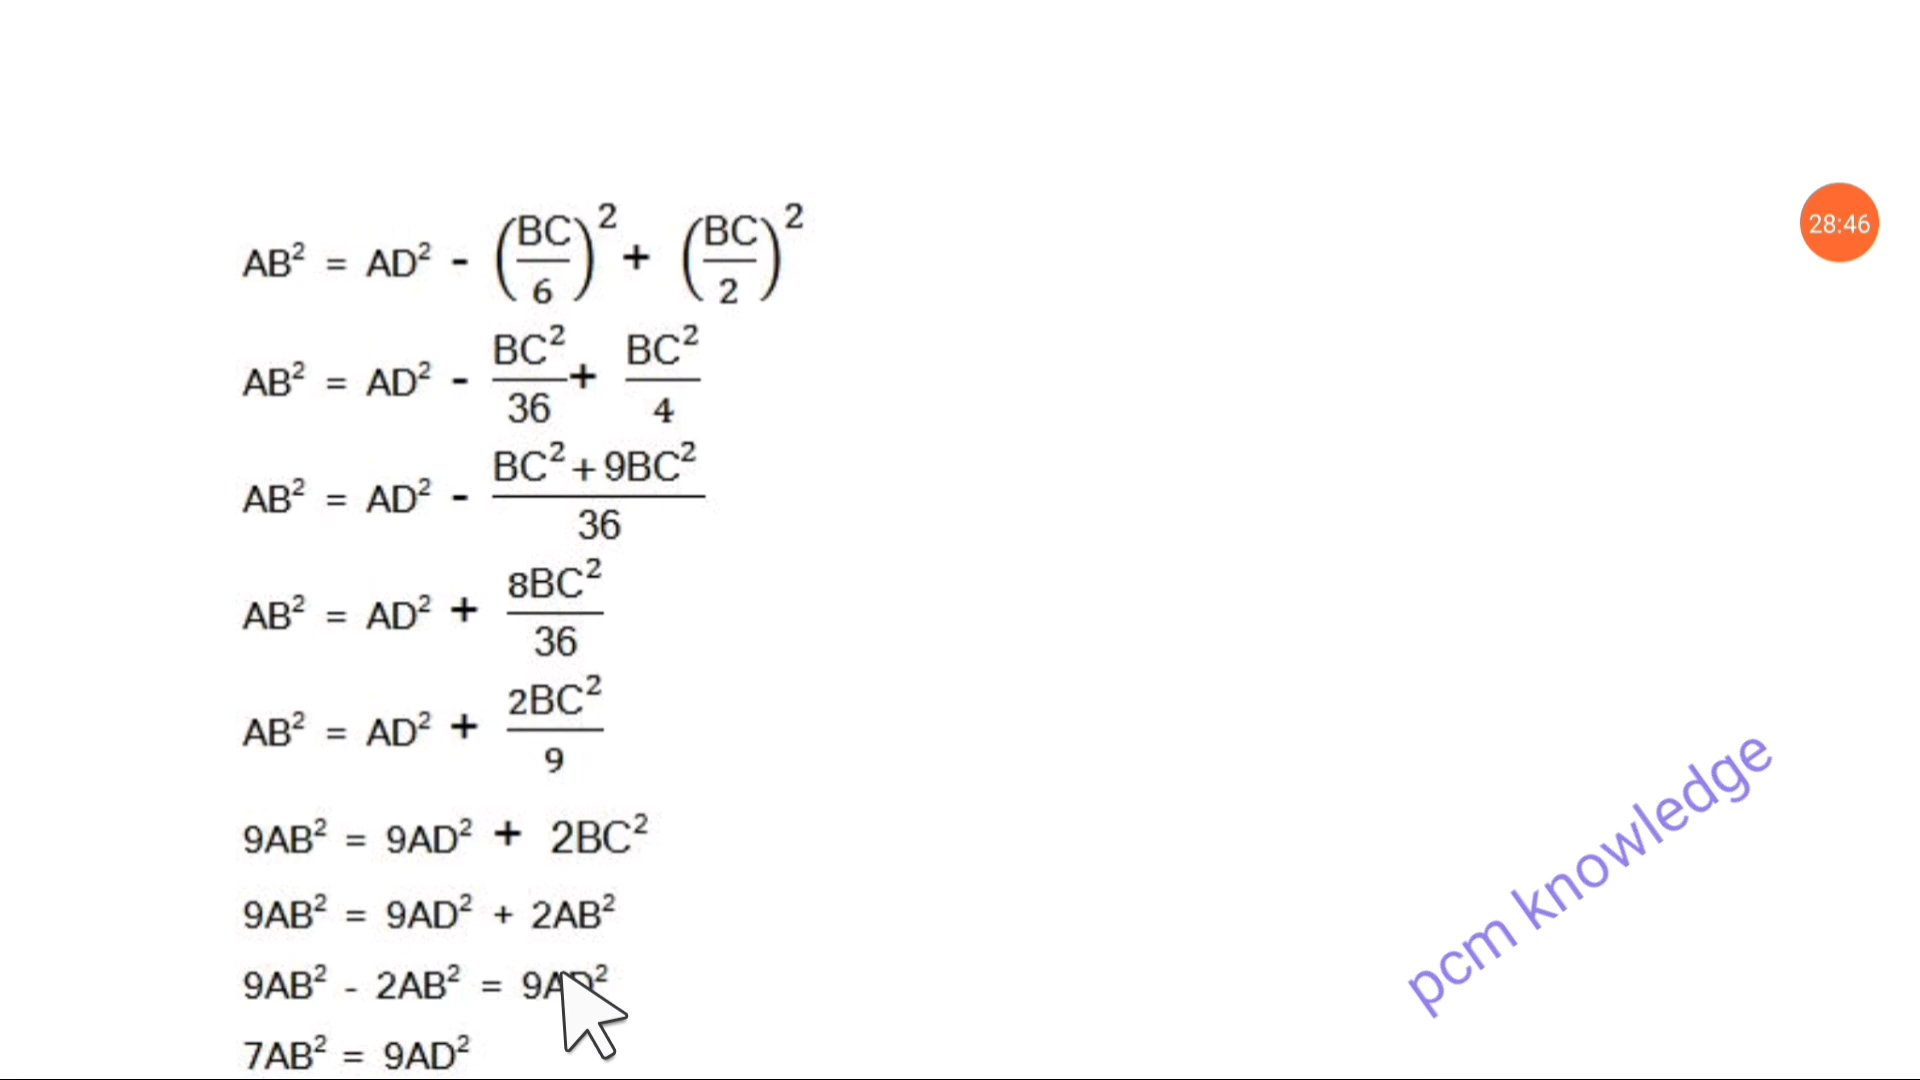 AB² = AD² - (BC/6)² + (BC/2)²
28:46
AB² = AD² - BC²/36 + BC²/4
AB² = AD² - BC²+9BC²/36
AB² = AD² + 8BC²/36
AB² = AD² + 2BC²/9
9AB² = 9AD² + 2BC²
9AB² = 9AD² + 2AB²
9AB² - 2AB² = 9AD²
7AB² = 9AD²
pcm knowledge